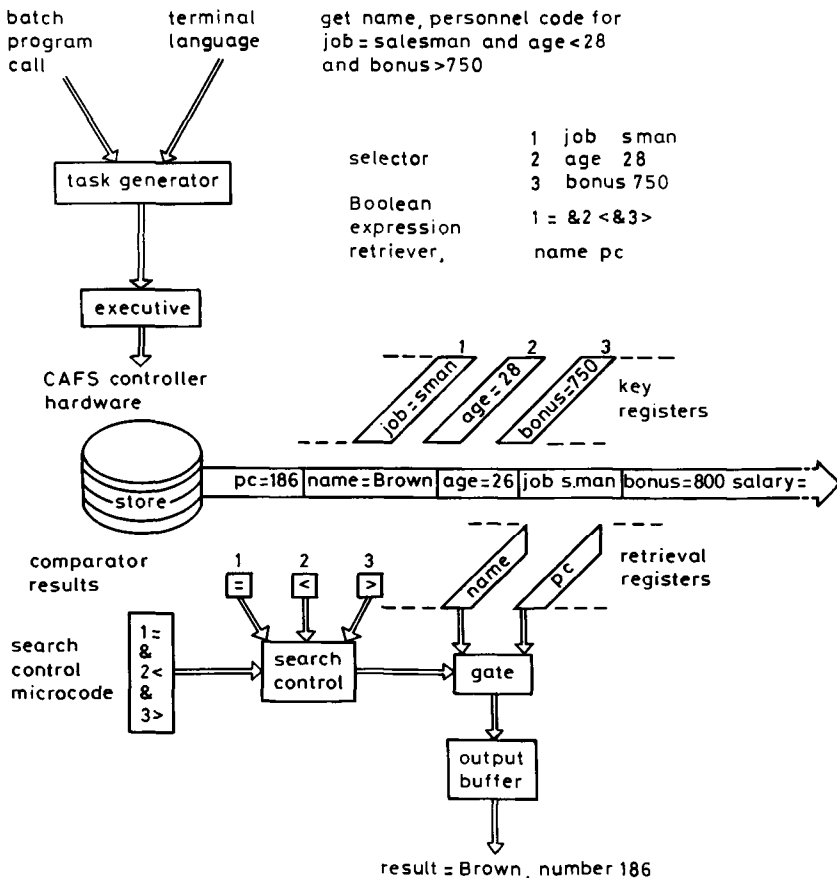 batch program call
terminal language
get name, personnel code for
job = salesman and age<28
and bonus>750
task generator
selector
1 job sman
2 age 28
3 bonus 750
Boolean expression
1 = &2 <&3>
retriever,
name pc
executive
CAFS controller
hardware
1
2
3
job = sman
age = 28
bonus=750
key registers
store
pc=186
name=Brown
age=26
job s.man
bonus=800 salary=
comparator results
1
2
3
=
<
>
name
pc
retrieval registers
search control microcode
1=
&
2<
&
3>
search control
gate
output buffer
result = Brown, number 186